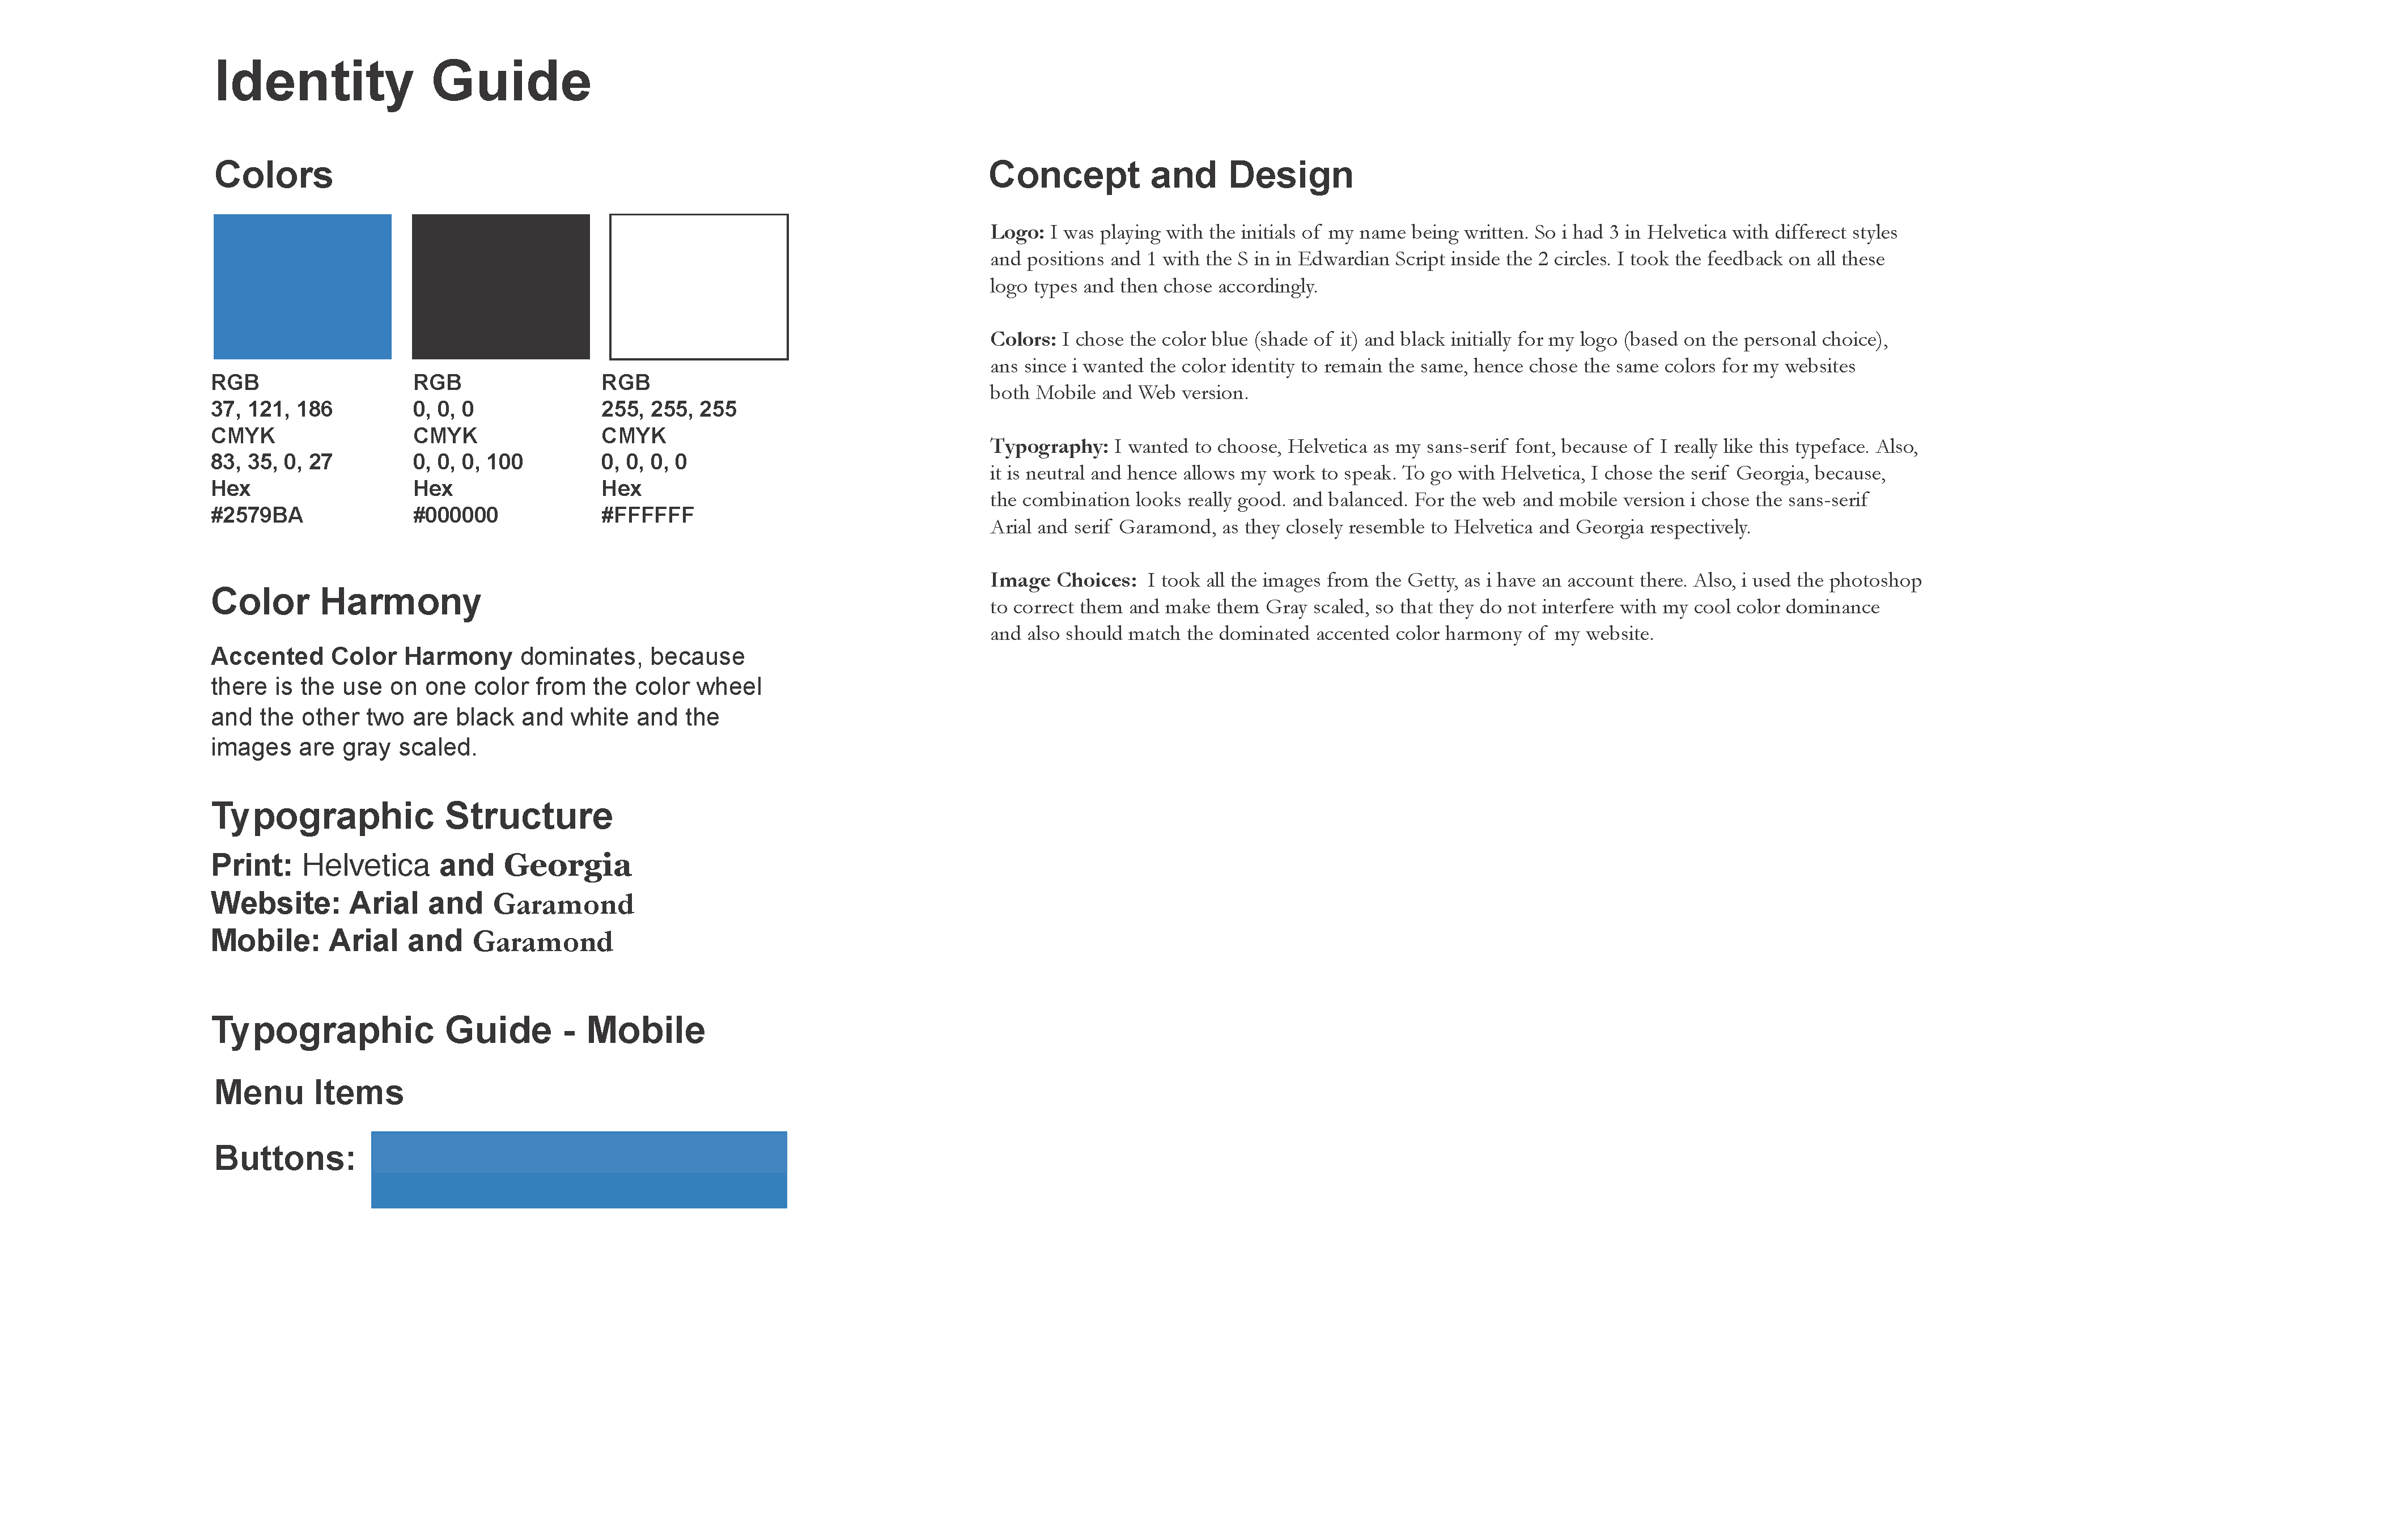 Identity Guide
Colors
RGB
37, 121, 186
CMYK
83, 35, 0, 27
Hex
#2579BA
RGB
0, 0, 0
CMYK
0, 0, 0, 100
Hex
#000000
RGB
255, 255, 255
CMYK
0, 0, 0, 0
Hex
#FFFFFF
Color Harmony
Accented Color Harmony dominates, because
there is the use on one color from the color wheel
and the other two are black and white and the
images are gray scaled.
Typographic Structure
Print: Helvetica and Georgia
Website: Arial and Garamond
Mobile: Arial and Garamond
Typographic Guide - Mobile
Menu Items
Buttons:
Concept and Design
Logo: I was playing with the initials of my name being written. So i had 3 in Helvetica with differect styles
and positions and 1 with the S in in Edwardian Script inside the 2 circles. I took the feedback on all these
logo types and then chose accordingly.
Colors: I chose the color blue (shade of it) and black initially for my logo (based on the personal choice),
ans since i wanted the color identity to remain the same, hence chose the same colors for my websites
both Mobile and Web version.
Typography: I wanted to choose, Helvetica as my sans-serif font, because of I really like this typeface. Also,
it is neutral and hence allows my work to speak. To go with Helvetica, I chose the serif Georgia, because,
the combination looks really good. and balanced. For the web and mobile version i chose the sans-serif
Arial and serif Garamond, as they closely resemble to Helvetica and Georgia respectively.
Image Choices: I took all the images from the Getty, as i have an account there. Also, i used the photoshop
to correct them and make them Gray scaled, so that they do not interfere with my cool color dominance
and also should match the dominated accented color harmony of my website.